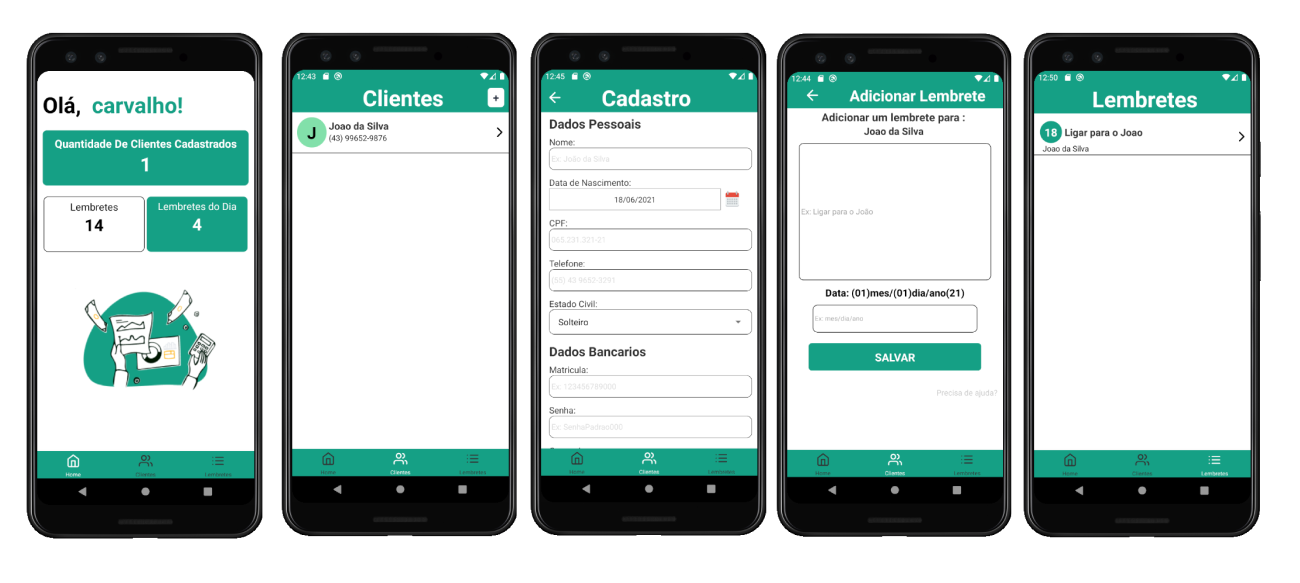 Olá, carvalho!
Quantidade De Clientes Cadastrados
1
Lembretes
14
Lembretes do Dia
4
Home
Clientes
Lembretes
12:43
Clientes
+
J
Joao da Silva
(43) 99652-9876
Home
Clientes
Lembretes
12:45
Cadastro
Dados Pessoais
Nome:
Ex: João da Silva
Data de Nascimento:
18/06/2021
CPF:
065.231.321-21
Telefone:
(55) 43 9652-3291
Estado Civil:
Solteiro
Dados Bancarios
Matricula:
Ex: 123456789000
Senha:
Ex: SenhaPadrao000
Home
Clientes
Lembretes
12:44
Adicionar Lembrete
Adicionar um lembrete para :
Joao da Silva
Ex: Ligar para o João
Data: (01)mes/(01)dia/ano(21)
Ex: mes/dia/ano
SALVAR
Precisa de ajuda?
Home
Clientes
Lembretes
12:50
Lembretes
18 Ligar para o Joao
Joao da Silva
Home
Clientes
Lembretes